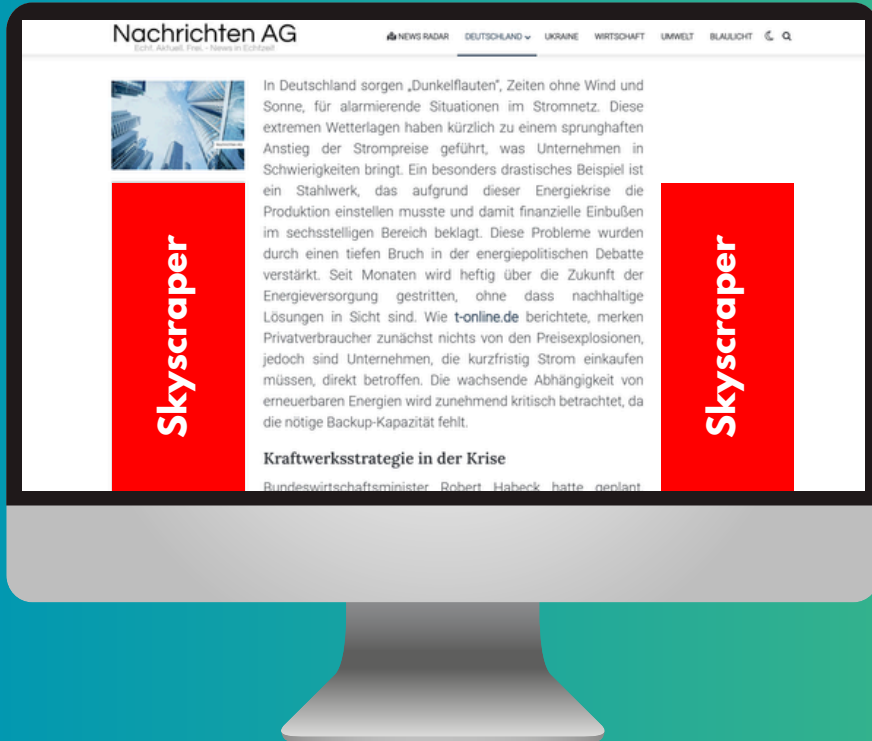 Nachrichten AG
Echt. Aktuell. Frei. - News in Echtzeit
NEWS RADAR DEUTSCHLAND UKRAINE WIRTSCHAFT UMWELT BLAULICHT
Nachrichten AG
In Deutschland sorgen „Dunkelflauten“, Zeiten ohne Wind und
Sonne, für alarmierende Situationen im Stromnetz. Diese
extremen Wetterlagen haben kürzlich zu einem sprunghaften
Anstieg der Strompreise geführt, was Unternehmen in
Schwierigkeiten bringt. Ein besonders drastisches Beispiel ist
ein Stahlwerk, das aufgrund dieser Energiekrise die
Produktion einstellen musste und damit finanzielle Einbußen
im sechsstelligen Bereich beklagt. Diese Probleme wurden
durch einen tiefen Bruch in der energiepolitischen Debatte
verstärkt. Seit Monaten wird heftig über die Zukunft der
Energieversorgung gestritten, ohne dass nachhaltige
Lösungen in Sicht sind. Wie t-online.de berichtete, merken
Privatverbraucher zunächst nichts von den Preisexplosionen,
jedoch sind Unternehmen, die kurzfristig Strom einkaufen
müssen, direkt betroffen. Die wachsende Abhängigkeit von
erneuerbaren Energien wird zunehmend kritisch betrachtet, da
die nötige Backup-Kapazität fehlt.
Kraftwerksstrategie in der Krise
Bundeswirtschaftsminister Robert Habeck hatte geplant,
Skyscraper
Skyscraper